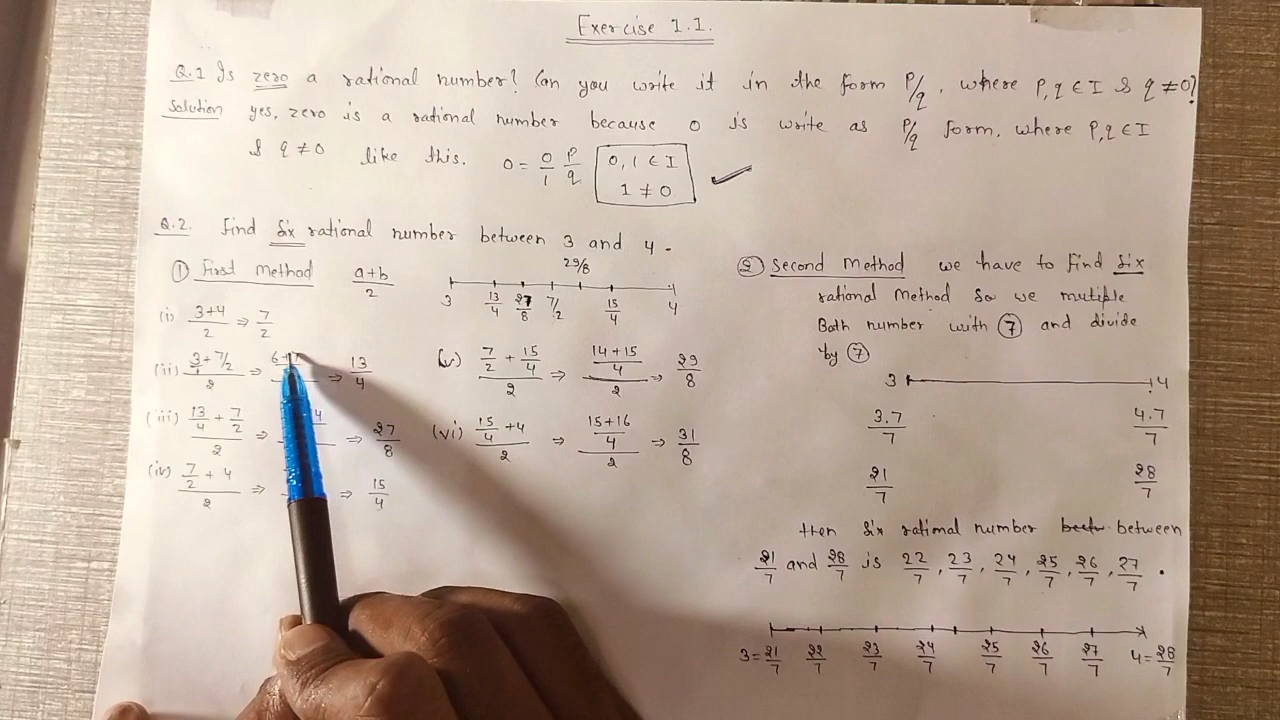 Exercise 1.1.
Q.1 Is zero a rational number? Can you write it in the form P/q, where P,q ∈ I & q ≠ 0?
Solution yes, zero is a rational number because 0 is write as P/q form, where P,q ∈ I
& q ≠ 0 like this. 0 = 0/1 P/q 0, 1 ∈ I
1 ≠ 0
Q.2. Find Six rational number between 3 and 4.
① First Method (a+b)/2
3 13/4 27/8 7/2 29/8 15/4 4
(i) (3+4)/2 ⇒ 7/2
(ii) (3+7/2)/2 ⇒ 6+7 ⇒ 13/4
(iii) (13/4 + 7/2)/2 ⇒ ⇒ 27/8
(iv) (7/2 + 4)/2 ⇒ ⇒ 15/4
(v) (7/2 + 15/4)/2 ⇒ ((14+15)/4)/2 ⇒ 29/8
(vi) (15/4 + 4)/2 ⇒ ((15+16)/4)/2 ⇒ 31/8
② Second Method we have to find Six
rational Method So we mutiple
Both number with ⑦ and divide
by ⑦
3 4
3.7/7 4.7/7
21/7 28/7
then Six rational number between
21/7 and 28/7 is 22/7, 23/7, 24/7, 25/7, 26/7, 27/7.
3 = 21/7 22/7 23/7 24/7 25/7 26/7 27/7 4 = 28/7